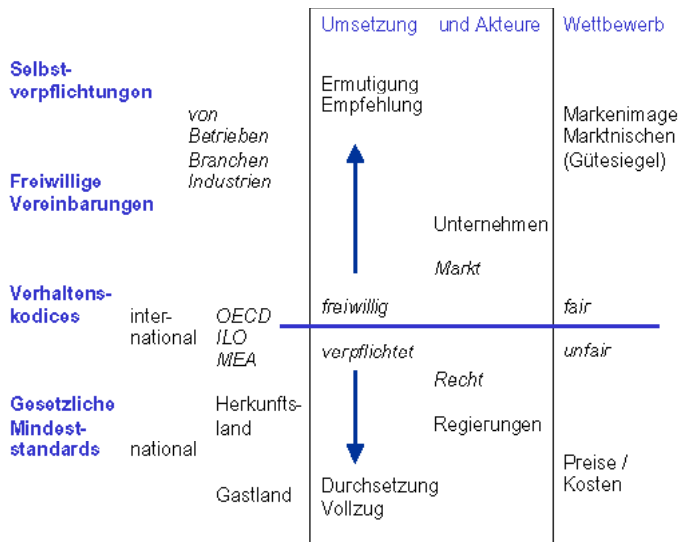 Umsetzung und Akteure Wettbewerb
Selbst-
verpflichtungen
von
Betrieben
Branchen
Industrien
Ermutigung
Empfehlung
Markenimage
Marktnischen
(Gütesiegel)
Freiwillige
Vereinbarungen
Unternehmen
Markt
Verhaltens-
kodices
inter-
national
OECD
ILO
MEA
freiwillig
fair
verpflichtet
unfair
Recht
Gesetzliche
Mindest-
standards
national
Herkunfts-
land
Regierungen
Gastland
Durchsetzung
Vollzug
Preise /
Kosten